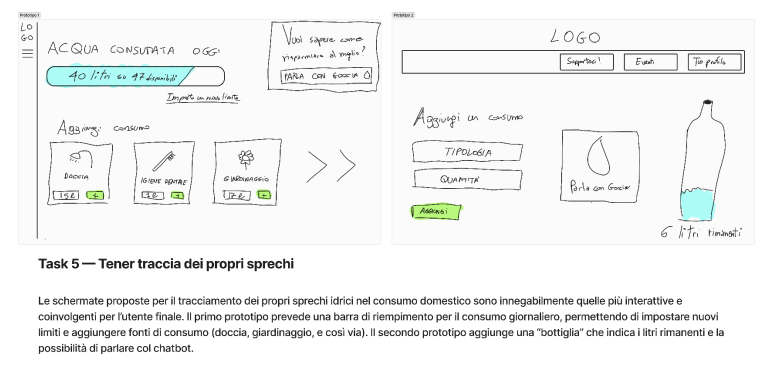 Prototipo 1
LO
GO
ACQUA CONSUMATA OGGI
40 litri su 47 disponibili
Imposta un nuovo limite
Vuoi sapere come
risparmiare al meglio?
PARLA CON GOCCIA
Aggiungi consumo
DOCCIA
15 l +
IGIENE DENTALE
+
GIARDINAGGIO
+
Prototipo 2
LOGO
Supportaci! Eventi Tuo profilo
Aggiungi un consumo
TIPOLOGIA
QUANTITÀ
AGGIUNGI
Parla con Goccia
6 litri rimanenti
Task 5 — Tener traccia dei propri sprechi
Le schermate proposte per il tracciamento dei propri sprechi idrici nel consumo domestico sono innegabilmente quelle più interattive e
coinvolgenti per l'utente finale. Il primo prototipo prevede una barra di riempimento per il consumo giornaliero, permettendo di impostare nuovi
limiti e aggiungere fonti di consumo (doccia, giardinaggio, e così via). Il secondo prototipo aggiunge una “bottiglia” che indica i litri rimanenti e la
possibilità di parlare col chatbot.